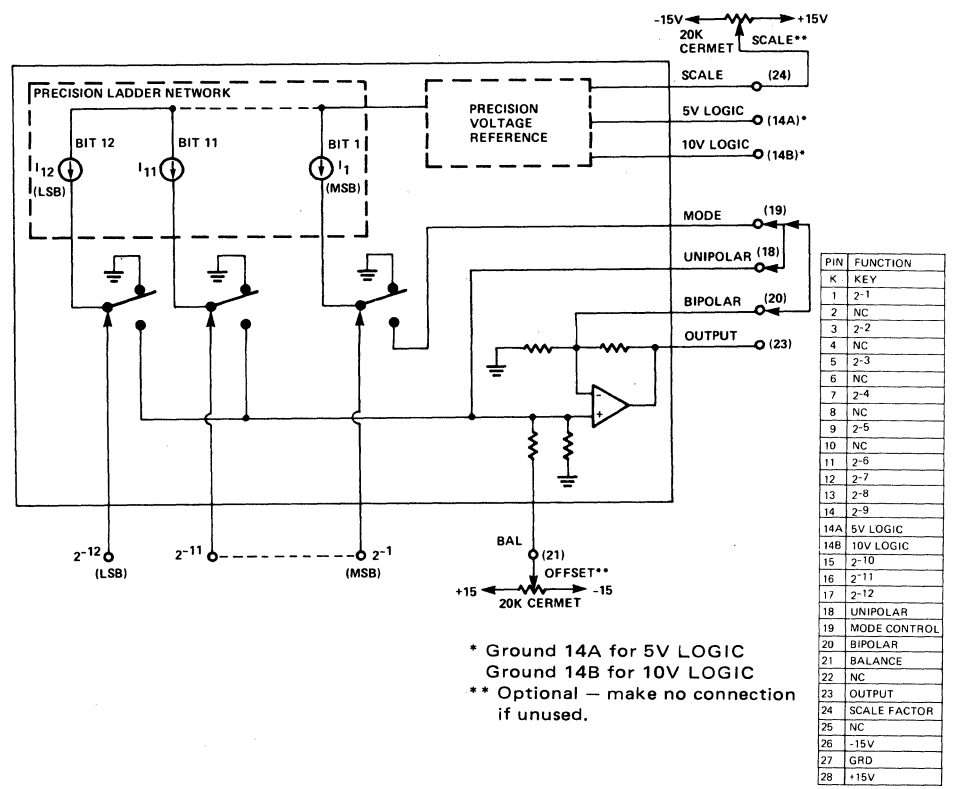 -15V +15V
20K
CERMET
SCALE**
PRECISION LADDER NETWORK
BIT 12 BIT 11 BIT 1
I12 I11 I1
(LSB) (MSB)
PRECISION
VOLTAGE
REFERENCE
SCALE (24)
5V LOGIC (14A)*
10V LOGIC (14B)*
MODE (19)
UNIPOLAR (18)
BIPOLAR (20)
OUTPUT (23)
-
+
2-12 2-11 2-1
(LSB) (MSB)
BAL
(21)
OFFSET**
+15 -15
20K CERMET
* Ground 14A for 5V LOGIC
Ground 14B for 10V LOGIC
** Optional — make no connection
if unused.
PIN FUNCTION
K KEY
1 2-1
2 NC
3 2-2
4 NC
5 2-3
6 NC
7 2-4
8 NC
9 2-5
10 NC
11 2-6
12 2-7
13 2-8
14 2-9
14A 5V LOGIC
14B 10V LOGIC
15 2-10
16 2-11
17 2-12
18 UNIPOLAR
19 MODE CONTROL
20 BIPOLAR
21 BALANCE
22 NC
23 OUTPUT
24 SCALE FACTOR
25 NC
26 -15V
27 GRD
28 +15V